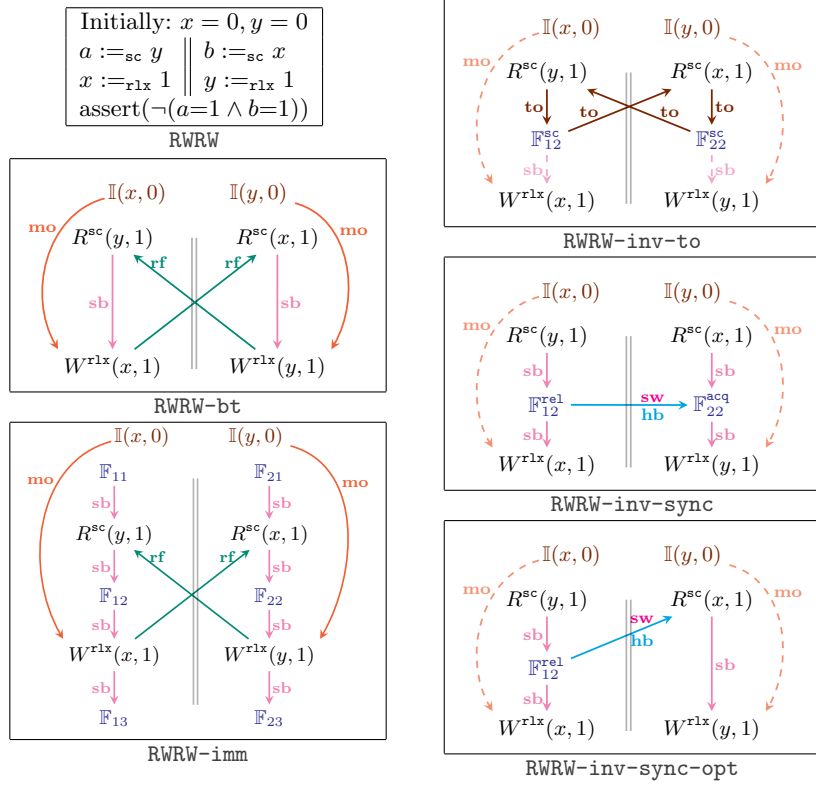 Initially: x = 0, y = 0
a :=sc y ‖ b :=sc x
x :=rlx 1 ‖ y :=rlx 1
assert(¬(a=1 ∧ b=1))
RWRW
𝕀(x, 0) 𝕀(y, 0)
mo mo
R^sc(y, 1) R^sc(x, 1)
rf rf
sb sb
W^rlx(x, 1) W^rlx(y, 1)
RWRW-bt
𝕀(x, 0) 𝕀(y, 0)
𝔽11 𝔽21
mo sb sb mo
R^sc(y, 1) R^sc(x, 1)
rf rf
sb sb
𝔽12 𝔽22
sb sb
W^rlx(x, 1) W^rlx(y, 1)
sb sb
𝔽13 𝔽23
RWRW-imm
𝕀(x, 0) 𝕀(y, 0)
mo mo
R^sc(y, 1) R^sc(x, 1)
to to to to
𝔽^sc_12 𝔽^sc_22
sb sb
W^rlx(x, 1) W^rlx(y, 1)
RWRW-inv-to
𝕀(x, 0) 𝕀(y, 0)
mo mo
R^sc(y, 1) R^sc(x, 1)
sb sb
𝔽^rel_12 sw 𝔽^acq_22
hb
sb sb
W^rlx(x, 1) W^rlx(y, 1)
RWRW-inv-sync
𝕀(x, 0) 𝕀(y, 0)
mo mo
R^sc(y, 1) R^sc(x, 1)
sw
sb hb
𝔽^rel_12 sb
sb
W^rlx(x, 1) W^rlx(y, 1)
RWRW-inv-sync-opt